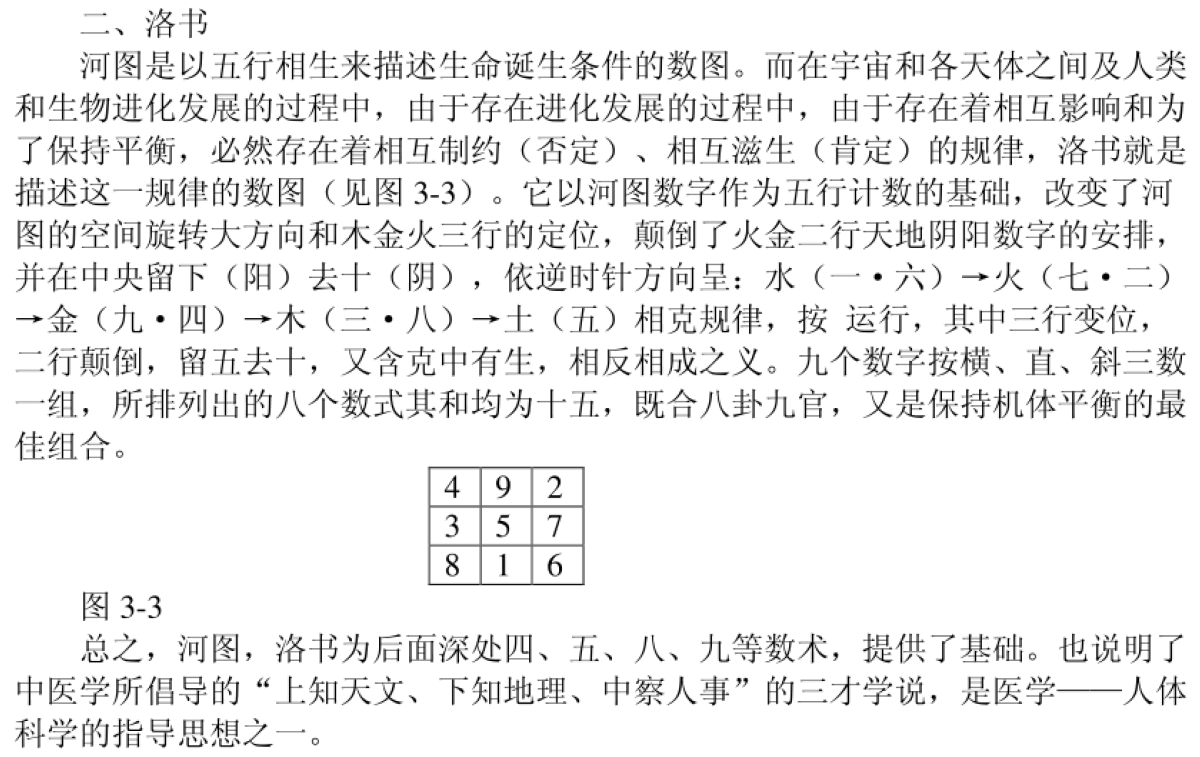 二、洛书
河图是以五行相生来描述生命诞生条件的数图。而在宇宙和各天体之间及人类
和生物进化发展的过程中，由于存在进化发展的过程中，由于存在着相互影响和为
了保持平衡，必然存在着相互制约（否定）、相互滋生（肯定）的规律，洛书就是
描述这一规律的数图（见图 3-3）。它以河图数字作为五行计数的基础，改变了河
图的空间旋转大方向和木金火三行的定位，颠倒了火金二行天地阴阳数字的安排，
并在中央留下（阳）去十（阴），依逆时针方向呈：水（一·六）→火（七·二）
→金（九·四）→木（三·八）→土（五）相克规律，按 运行，其中三行变位，
二行颠倒，留五去十，又含克中有生，相反相成之义。九个数字按横、直、斜三数
一组，所排列出的八个数式其和均为十五，既合八卦九官，又是保持机体平衡的最
佳组合。
4 9 2
3 5 7
8 1 6
图 3-3
总之，河图，洛书为后面深处四、五、八、九等数术，提供了基础。也说明了
中医学所倡导的“上知天文、下知地理、中察人事”的三才学说，是医学——人体
科学的指导思想之一。